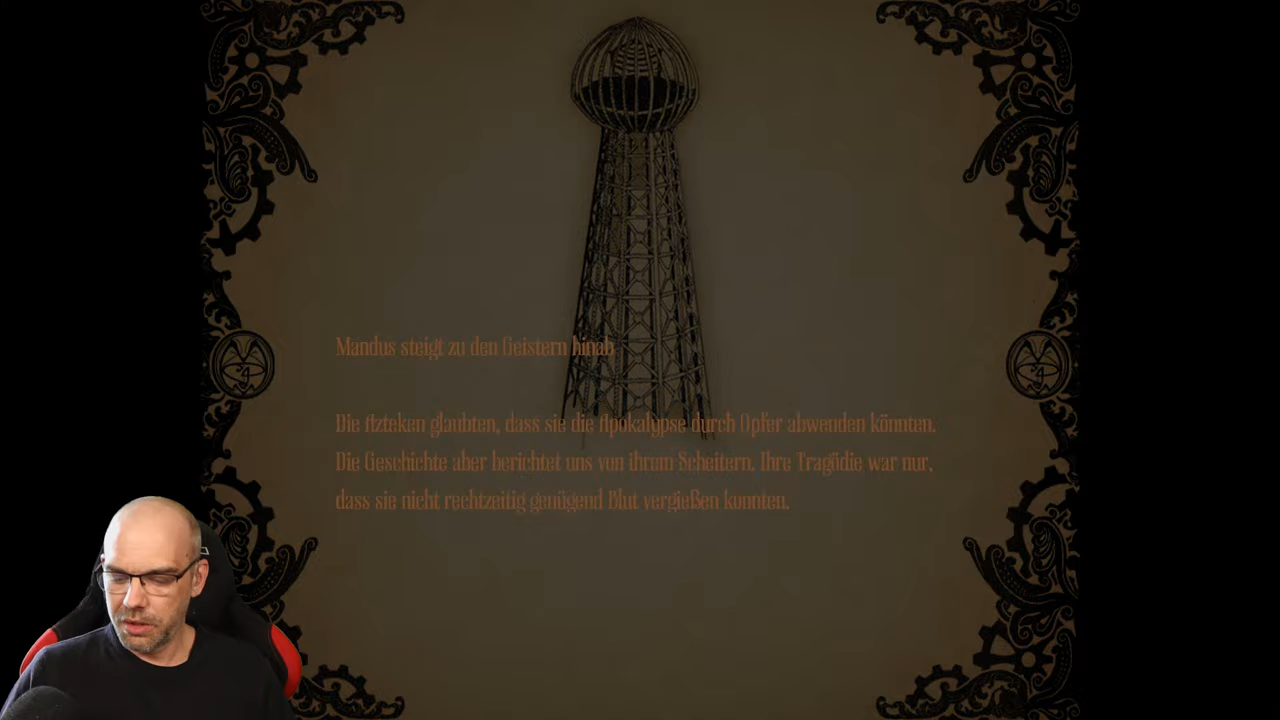 Mandus steigt zu den Geistern hinab
Die Azteken glaubten, dass sie die Apokalypse durch Opfer abwenden könnten.
Die Geschichte aber berichtet uns von ihrem Scheitern. Ihre Tragödie war nur,
dass sie nicht rechtzeitig genügend Blut vergießen konnten.